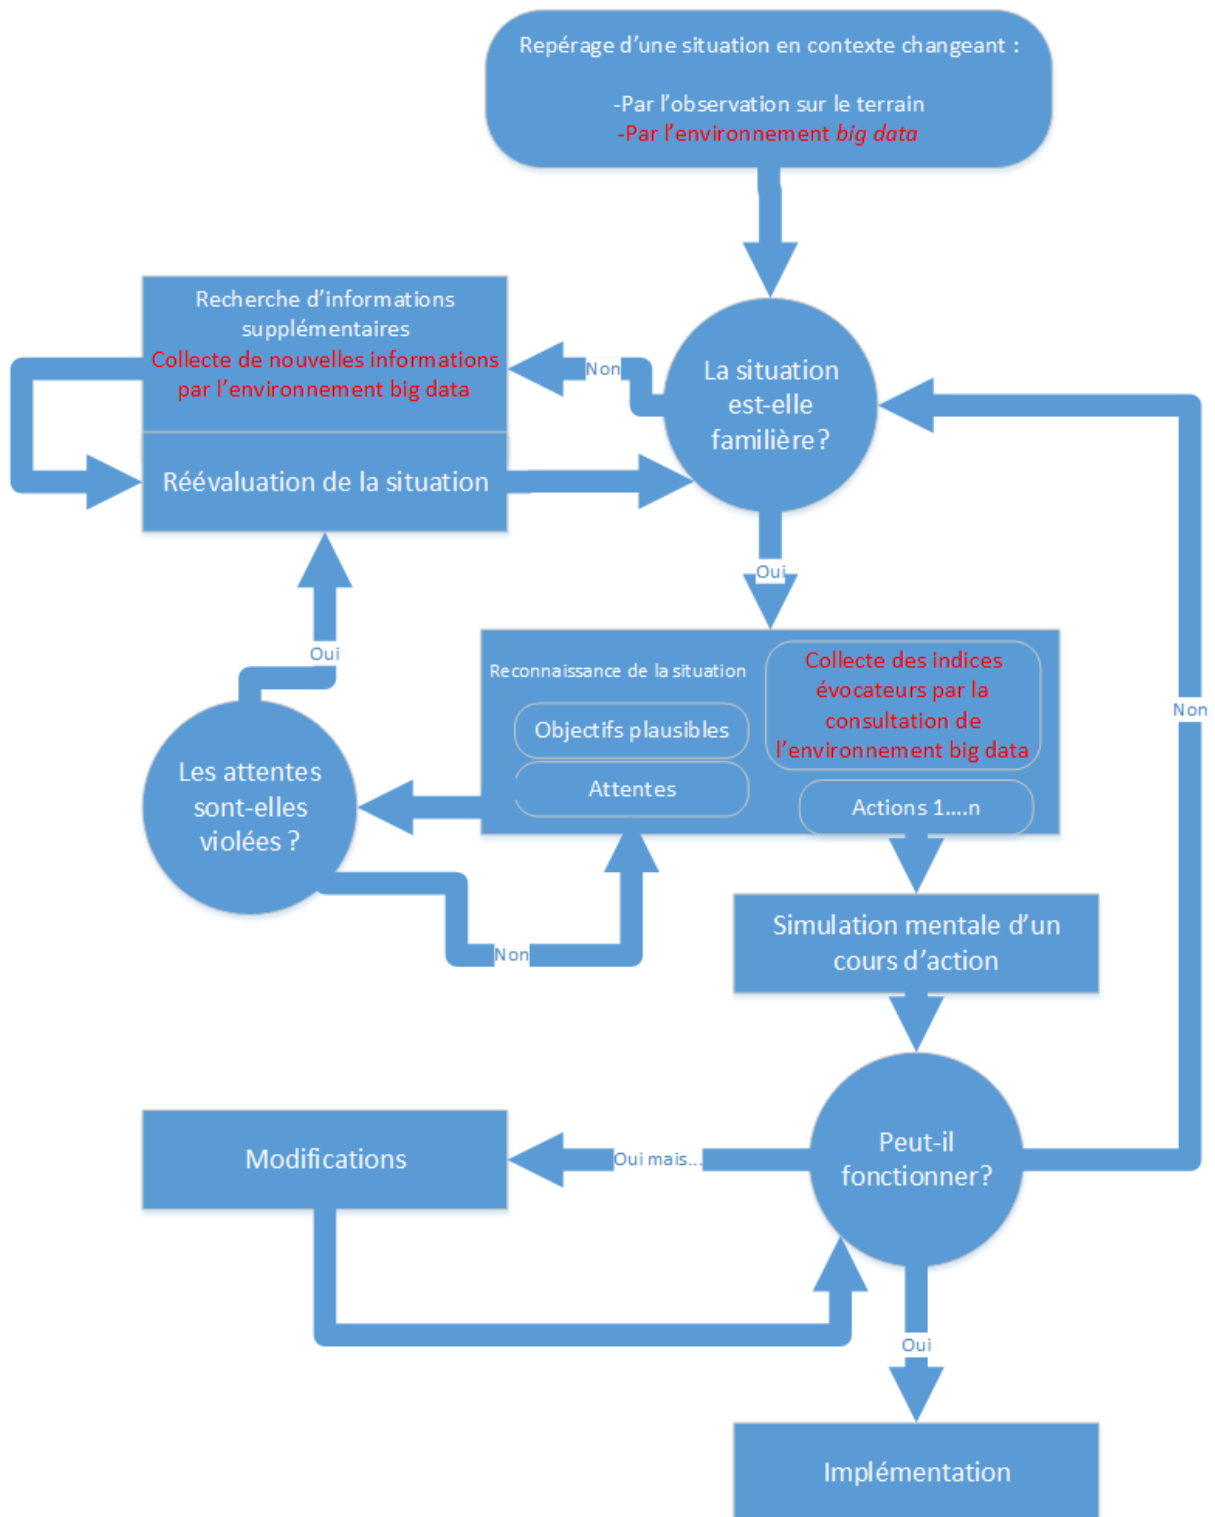 Repérage d'une situation en contexte changeant :
-Par l'observation sur le terrain
-Par l'environnement big data
Recherche d'informations
supplémentaires
Collecte de nouvelles informations
par l'environnement big data
Non
La situation
est-elle
familière?
Réévaluation de la situation
Oui
Oui
Reconnaissance de la situation
Objectifs plausibles
Attentes
Collecte des indices
évocateurs par la
consultation de
l'environnement big data
Actions 1....n
Non
Les attentes
sont-elles
violées ?
Non
Simulation mentale d'un
cours d'action
Peut-il
fonctionner?
Oui mais...
Modifications
Oui
Implémentation